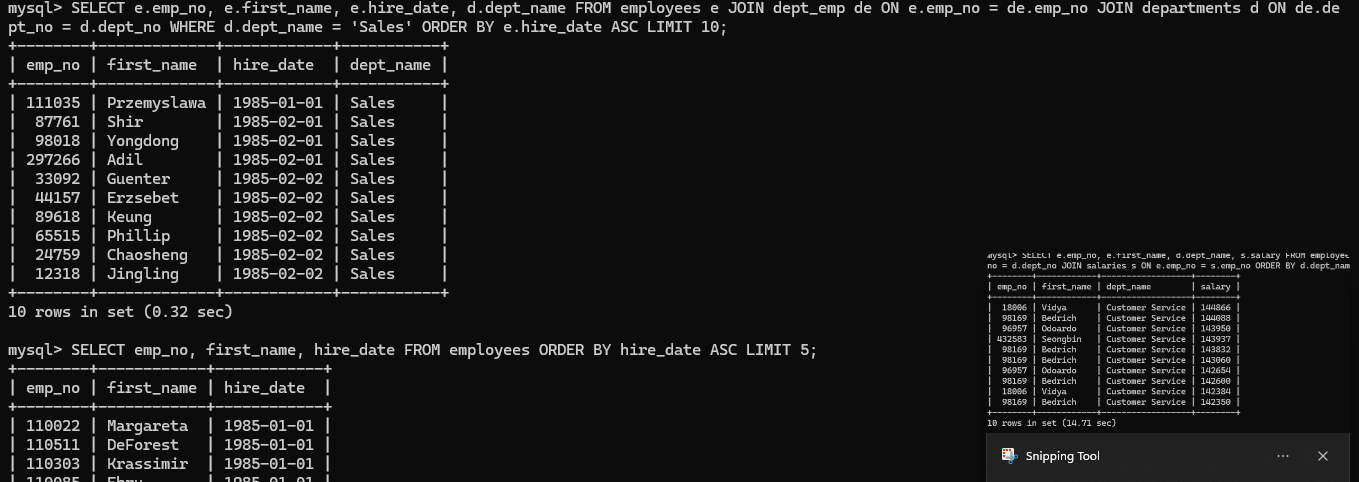 mysql> SELECT e.emp_no, e.first_name, e.hire_date, d.dept_name FROM employees e JOIN dept_emp de ON e.emp_no = de.emp_no JOIN departments d ON de.de
pt_no = d.dept_no WHERE d.dept_name = 'Sales' ORDER BY e.hire_date ASC LIMIT 10;
+--------+-------------+------------+-----------+
| emp_no | first_name  | hire_date  | dept_name |
+--------+-------------+------------+-----------+
| 111035 | Przemyslawa | 1985-01-01 | Sales     |
|  87761 | Shir        | 1985-02-01 | Sales     |
|  98018 | Yongdong    | 1985-02-01 | Sales     |
| 297266 | Adil        | 1985-02-01 | Sales     |
|  33092 | Guenter     | 1985-02-02 | Sales     |
|  44157 | Erzsebet    | 1985-02-02 | Sales     |
|  89618 | Keung       | 1985-02-02 | Sales     |
|  65515 | Phillip     | 1985-02-02 | Sales     |
|  24759 | Chaosheng   | 1985-02-02 | Sales     |
|  12318 | Jingling    | 1985-02-02 | Sales     |
+--------+-------------+------------+-----------+
10 rows in set (0.32 sec)
mysql> SELECT emp_no, first_name, hire_date FROM employees ORDER BY hire_date ASC LIMIT 5;
+--------+------------+------------+
| emp_no | first_name | hire_date  |
+--------+------------+------------+
| 110022 | Margareta  | 1985-01-01 |
| 110511 | DeForest   | 1985-01-01 |
| 110303 | Krassimir  | 1985-01-01 |
| 110085 | Ebru       | 1985-01-01 |
mysql> SELECT e.emp_no, e.first_name, d.dept_name, s.salary FROM employee
no = d.dept_no JOIN salaries s ON e.emp_no = s.emp_no ORDER BY d.dept_nam
+--------+------------+------------------+--------+
| emp_no | first_name | dept_name        | salary |
+--------+------------+------------------+--------+
|  18006 | Vidya      | Customer Service | 144866 |
|  98169 | Bedrich    | Customer Service | 144088 |
|  96957 | Odoardo    | Customer Service | 143950 |
| 432583 | Seongbin   | Customer Service | 143937 |
|  98169 | Bedrich    | Customer Service | 143832 |
|  98169 | Bedrich    | Customer Service | 143060 |
|  96957 | Odoardo    | Customer Service | 142654 |
|  98169 | Bedrich    | Customer Service | 142600 |
|  18006 | Vidya      | Customer Service | 142384 |
|  98169 | Bedrich    | Customer Service | 142350 |
+--------+------------+------------------+--------+
10 rows in set (14.71 sec)
Snipping Tool